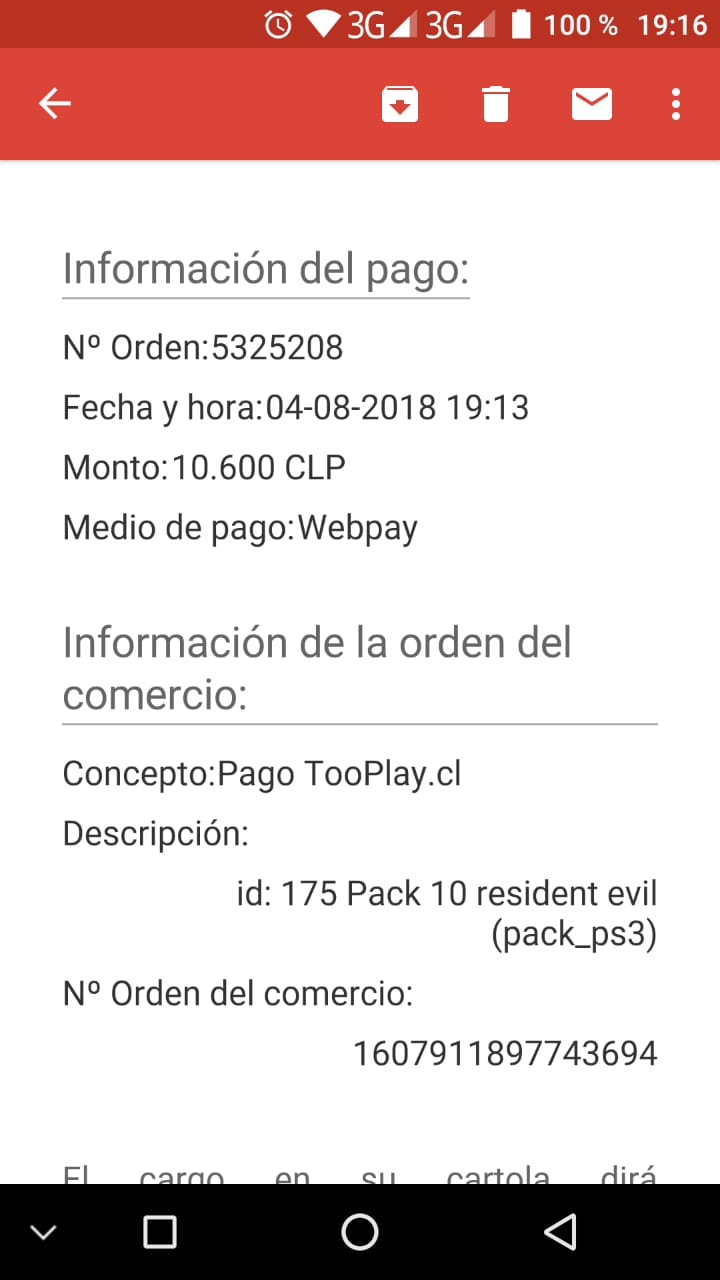 3G 3G 100 % 19:16
Información del pago:
Nº Orden:5325208
Fecha y hora:04-08-2018 19:13
Monto:10.600 CLP
Medio de pago:Webpay
Información de la orden del
comercio:
Concepto:Pago TooPlay.cl
Descripción:
id: 175 Pack 10 resident evil
(pack_ps3)
Nº Orden del comercio:
1607911897743694
El cargo en su cartola dirá